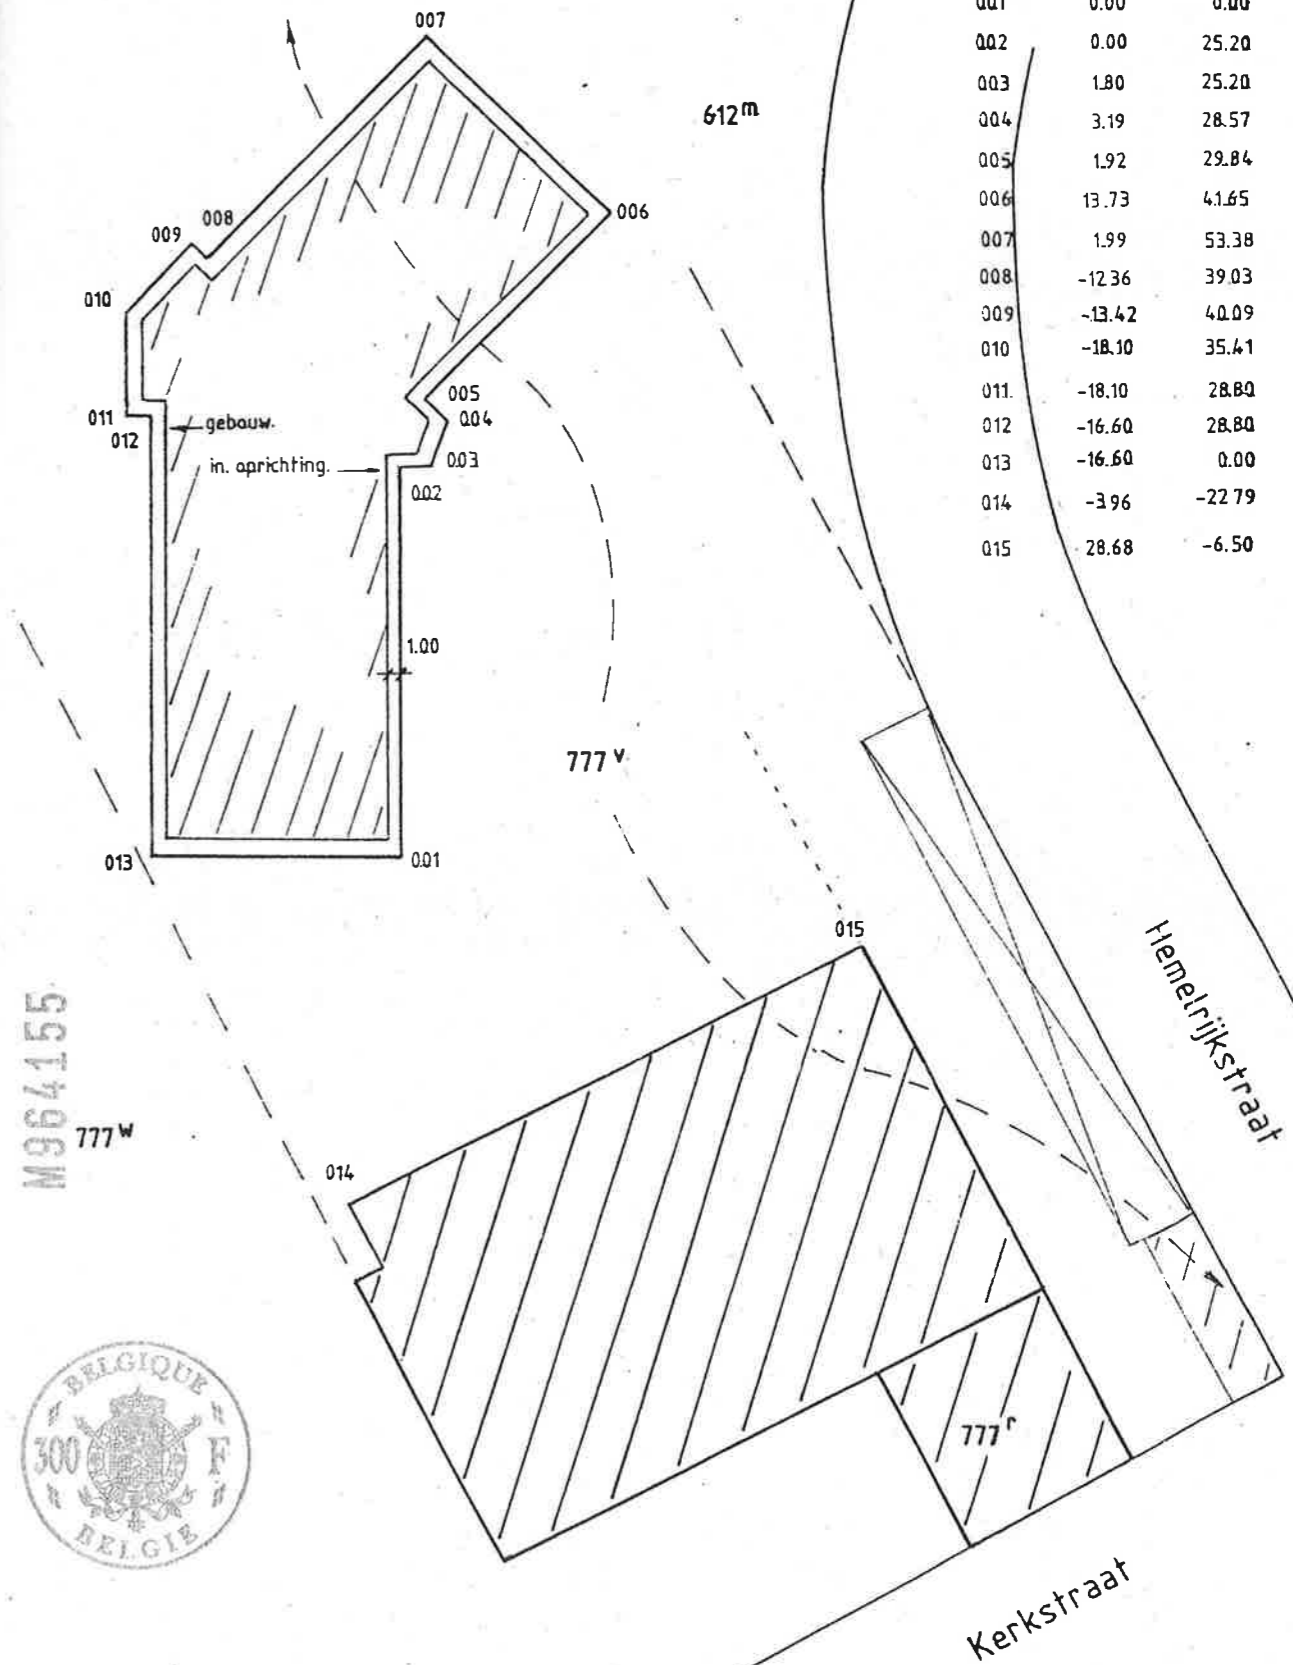 001 0.00 0.00
002 0.00 25.20
003 1.80 25.20
004 3.19 28.57
005 1.92 29.84
006 13.73 41.65
007 1.99 53.38
008 -12.36 39.03
009 -13.42 40.09
010 -18.10 35.41
011. -18.10 28.80
012 -16.60 28.80
013 -16.60 0.00
014 -3.96 -22.79
015 28.68 -6.50
007
612m
006
008
009
010
005
004
011
012
gebouw.
003
in. oprichting.
002
1.00
777 v
013
001
015
Hemelrijkstraat
M964155
777 w
014
BELGIQUE
300 F
BELGIE
777 r
Kerkstraat